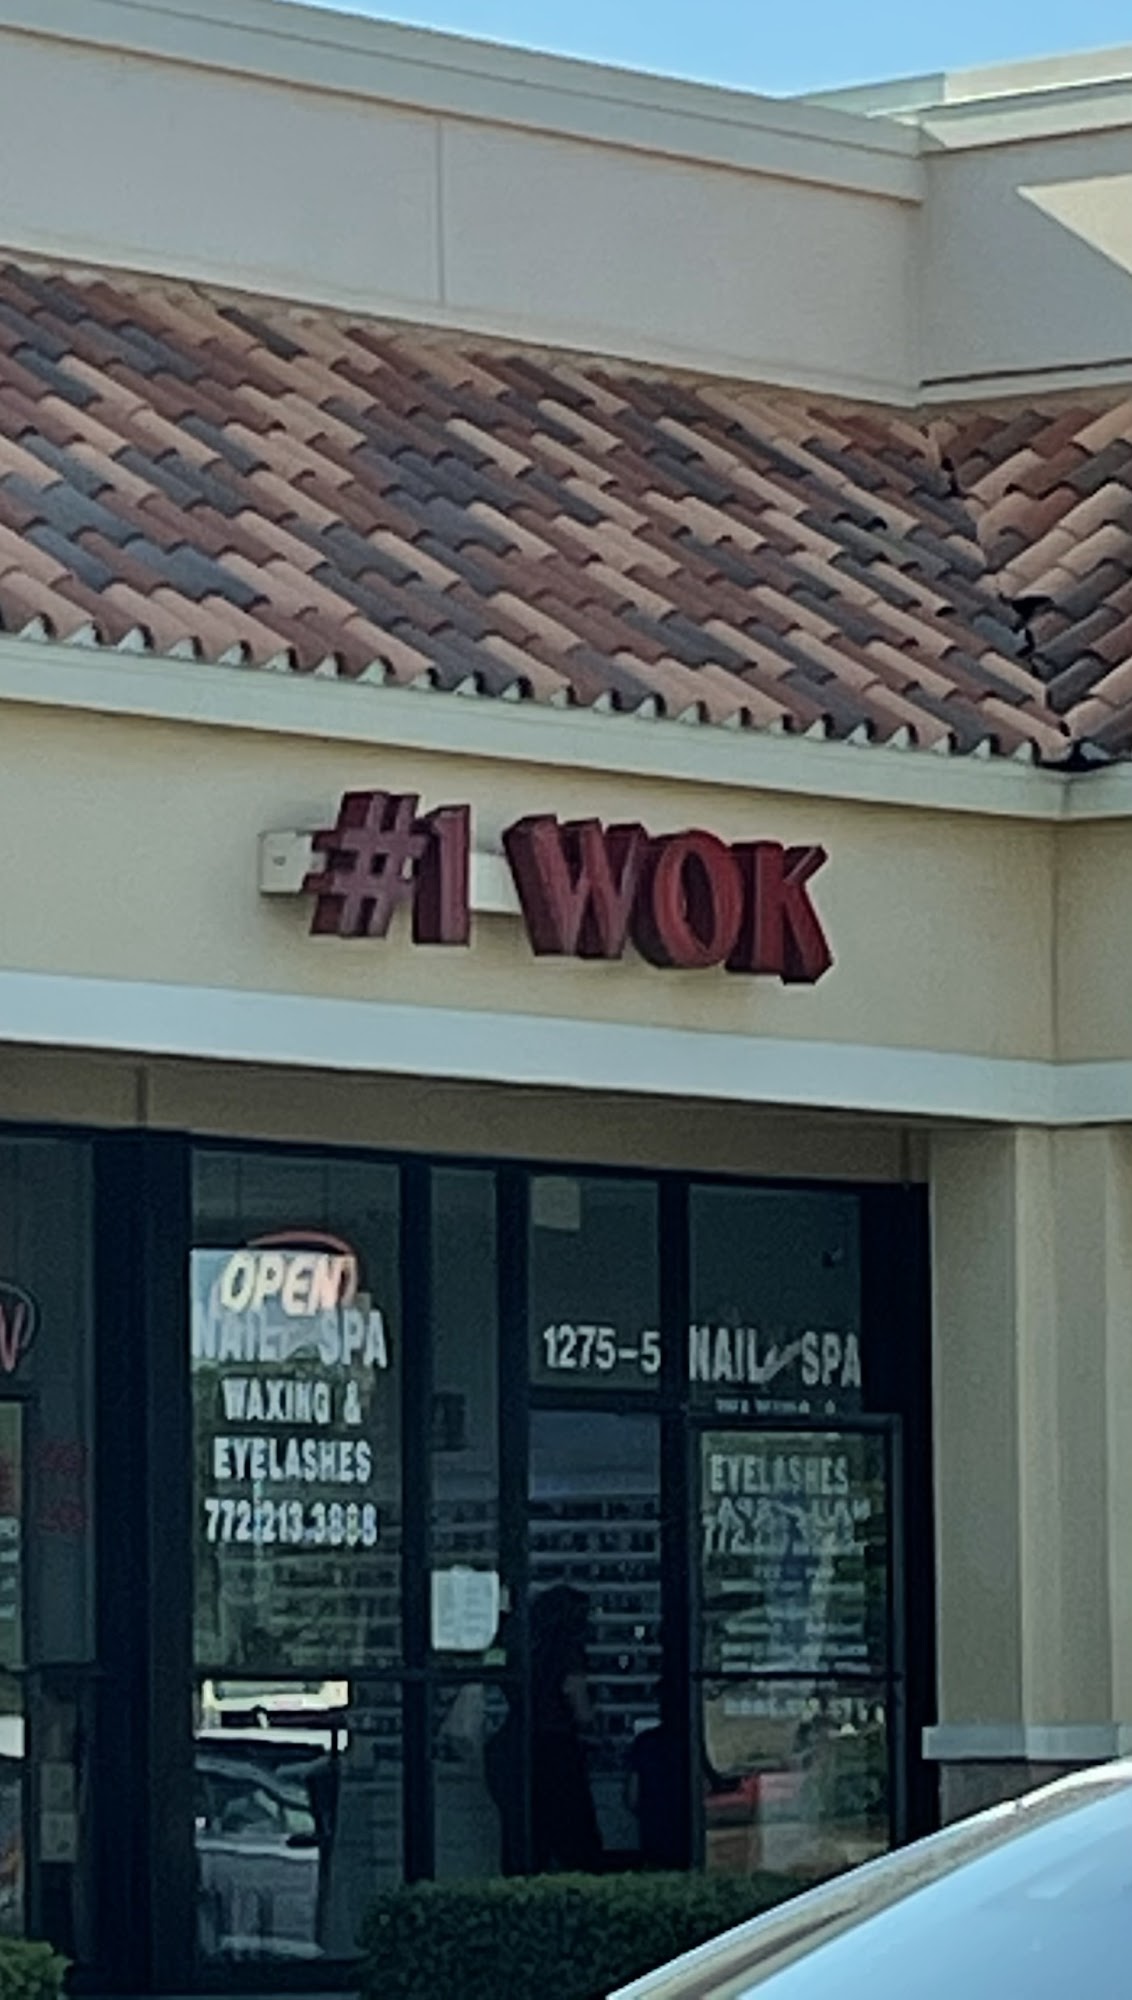 #1 WOK
OPEN
NAIL SPA
WAXING &
EYELASHES
772.213.3888
1275-5
NAIL SPA
EYELASHES